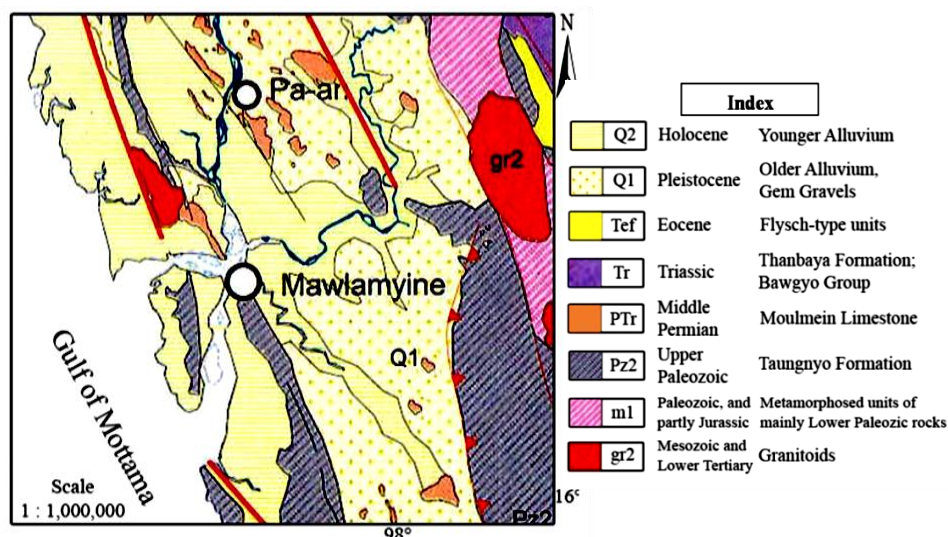 N
Pa-an
gr2
Mawlamyine
Q1
Gulf of Mottama
Scale
1 : 1,000,000
16°
98°
Pz2
Index
Q2 Holocene Younger Alluvium
Q1 Pleistocene Older Alluvium,
Gem Gravels
Tef Eocene Flysch-type units
Tr Triassic Thanbaya Formation;
Bawgyo Group
PTr Middle
Permian Moulmein Limestone
Pz2 Upper
Paleozoic Taungnyo Formation
m1 Paleozoic, and
partly Jurassic Metamorphosed units of
mainly Lower Paleozic rocks
gr2 Mesozoic and
Lower Tertiary Granitoids